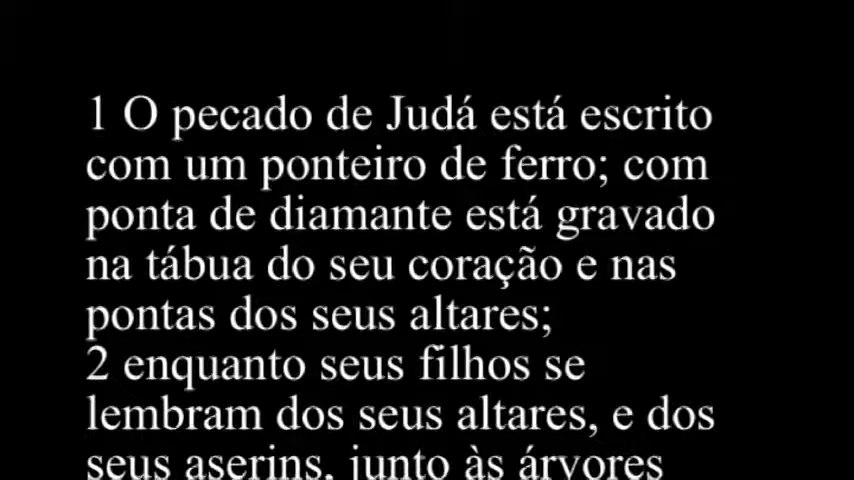 1 O pecado de Judá está escrito
com um ponteiro de ferro; com
ponta de diamante está gravado
na tábua do seu coração e nas
pontas dos seus altares;
2 enquanto seus filhos se
lembram dos seus altares, e dos
seus aserins, junto às árvores